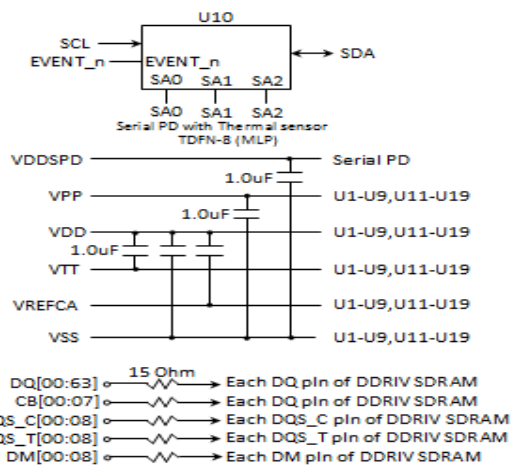 U10
SCL
EVENT_n
EVENT_n
SDA
SA0 SA1 SA2
SA0 SA1 SA2
Serial PD with Thermal sensor
TDFN-B (MLP)
VDDSPD Serial PD
1.0uF
VPP U1-U9,U11-U19
1.0uF
VDD U1-U9,U11-U19
1.0uF
VTT U1-U9,U11-U19
VREFCA U1-U9,U11-U19
VSS U1-U9,U11-U19
15 Ohm
DQ[00:63] Each DQ pin of DDRIV SDRAM
CB[00:07] Each DQ pin of DDRIV SDRAM
QS_C[00:08] Each DQS_C pin of DDRIV SDRAM
QS_T[00:08] Each DQS_T pin of DDRIV SDRAM
DM[00:08] Each DM pin of DDRIV SDRAM